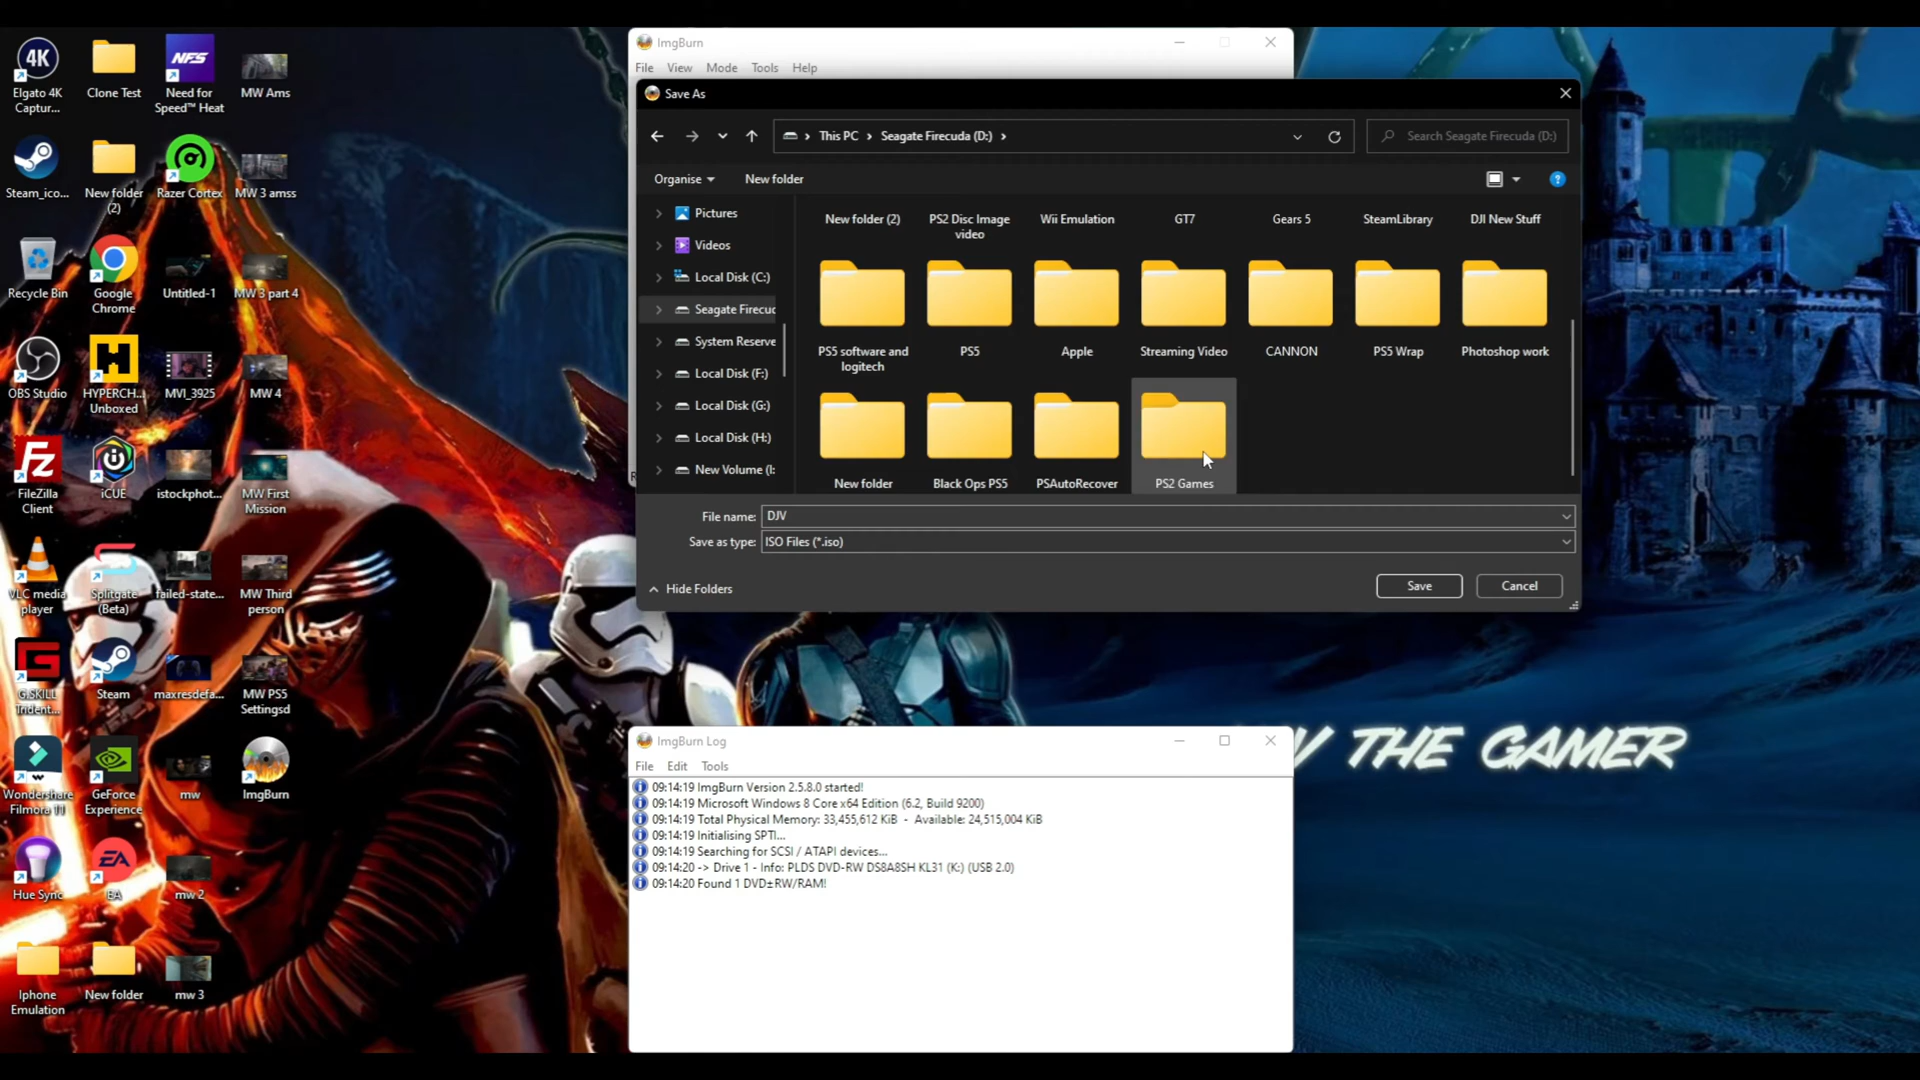 Elgato 4K
Captur...
Clone Test
Need for
Speed™ Heat
MW Ams
Steam_ico...
New folder
(2)
Razer Cortex
MW 3 amss
Recycle Bin
Google
Chrome
Untitled-1
MW 3 part 4
OBS Studio
HYPERCH...
Unboxed
MVI_3925
MW 4
FileZilla
Client
iCUE
istockphot...
MW First
Mission
VLC media
player
Splitgate
(Beta)
failed-state...
MW Third
person
G.SKILL
Trident...
Steam
maxresdefa...
MW PS5
Settingsd
Wondershare
Filmora 11
GeForce
Experience
mw
ImgBurn
Hue Sync
EA
mw 2
Iphone
Emulation
New folder
mw 3
4K
NFS
ImgBurn
File View Mode Tools Help
Save As
This PC > Seagate Firecuda (D:) >
Search Seagate Firecuda (D:)
Organise
New folder
Pictures
Videos
Local Disk (C:)
Seagate Firecuc
System Reserve
Local Disk (F:)
Local Disk (G:)
Local Disk (H:)
New Volume (I:
New folder (2)
PS2 Disc Image
video
Wii Emulation
GT7
Gears 5
SteamLibrary
DJI New Stuff
PS5 software and
logitech
PS5
Apple
Streaming Video
CANNON
PS5 Wrap
Photoshop work
New folder
Black Ops PS5
PSAutoRecover
PS2 Games
File name: DJV
Save as type: ISO Files (*.iso)
Hide Folders
Save
Cancel
THE GAMER
ImgBurn Log
File Edit Tools
09:14:19 ImgBurn Version 2.5.8.0 started!
09:14:19 Microsoft Windows 8 Core x64 Edition (6.2, Build 9200)
09:14:19 Total Physical Memory: 33,455,612 KiB - Available: 24,515,004 KiB
09:14:19 Initialising SPTI...
09:14:19 Searching for SCSI / ATAPI devices...
09:14:20 -> Drive 1 - Info: PLDS DVD-RW DS8A8SH KL31 (K:) (USB 2.0)
09:14:20 Found 1 DVD±RW/RAM!